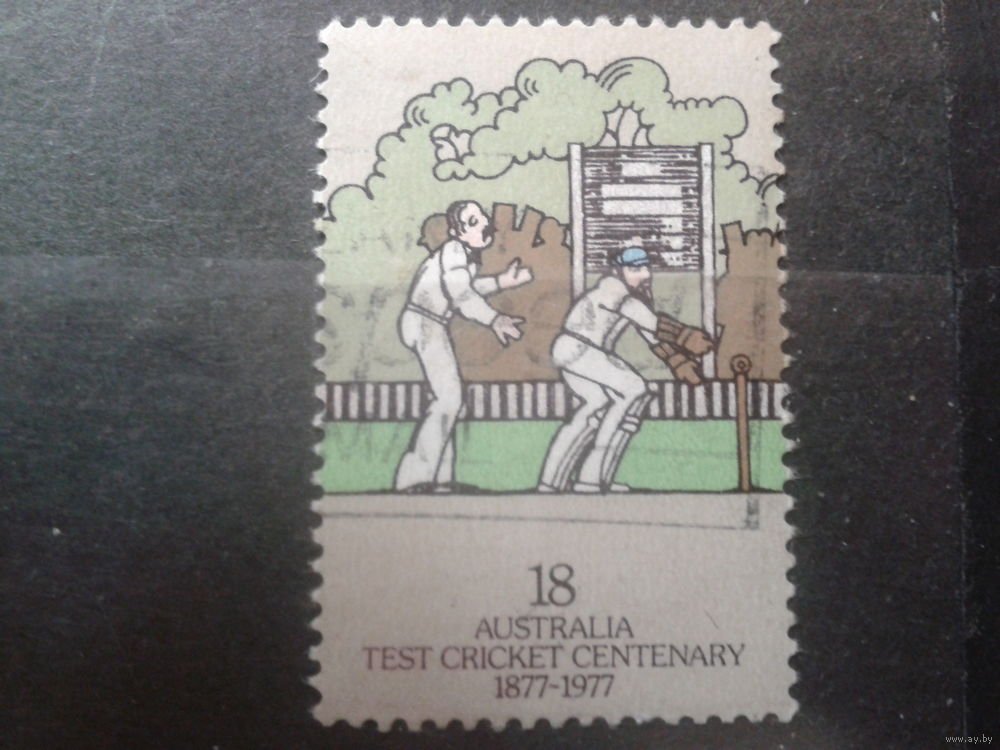 18
AUSTRALIA
TEST CRICKET CENTENARY
1877-1977
www.ay.by